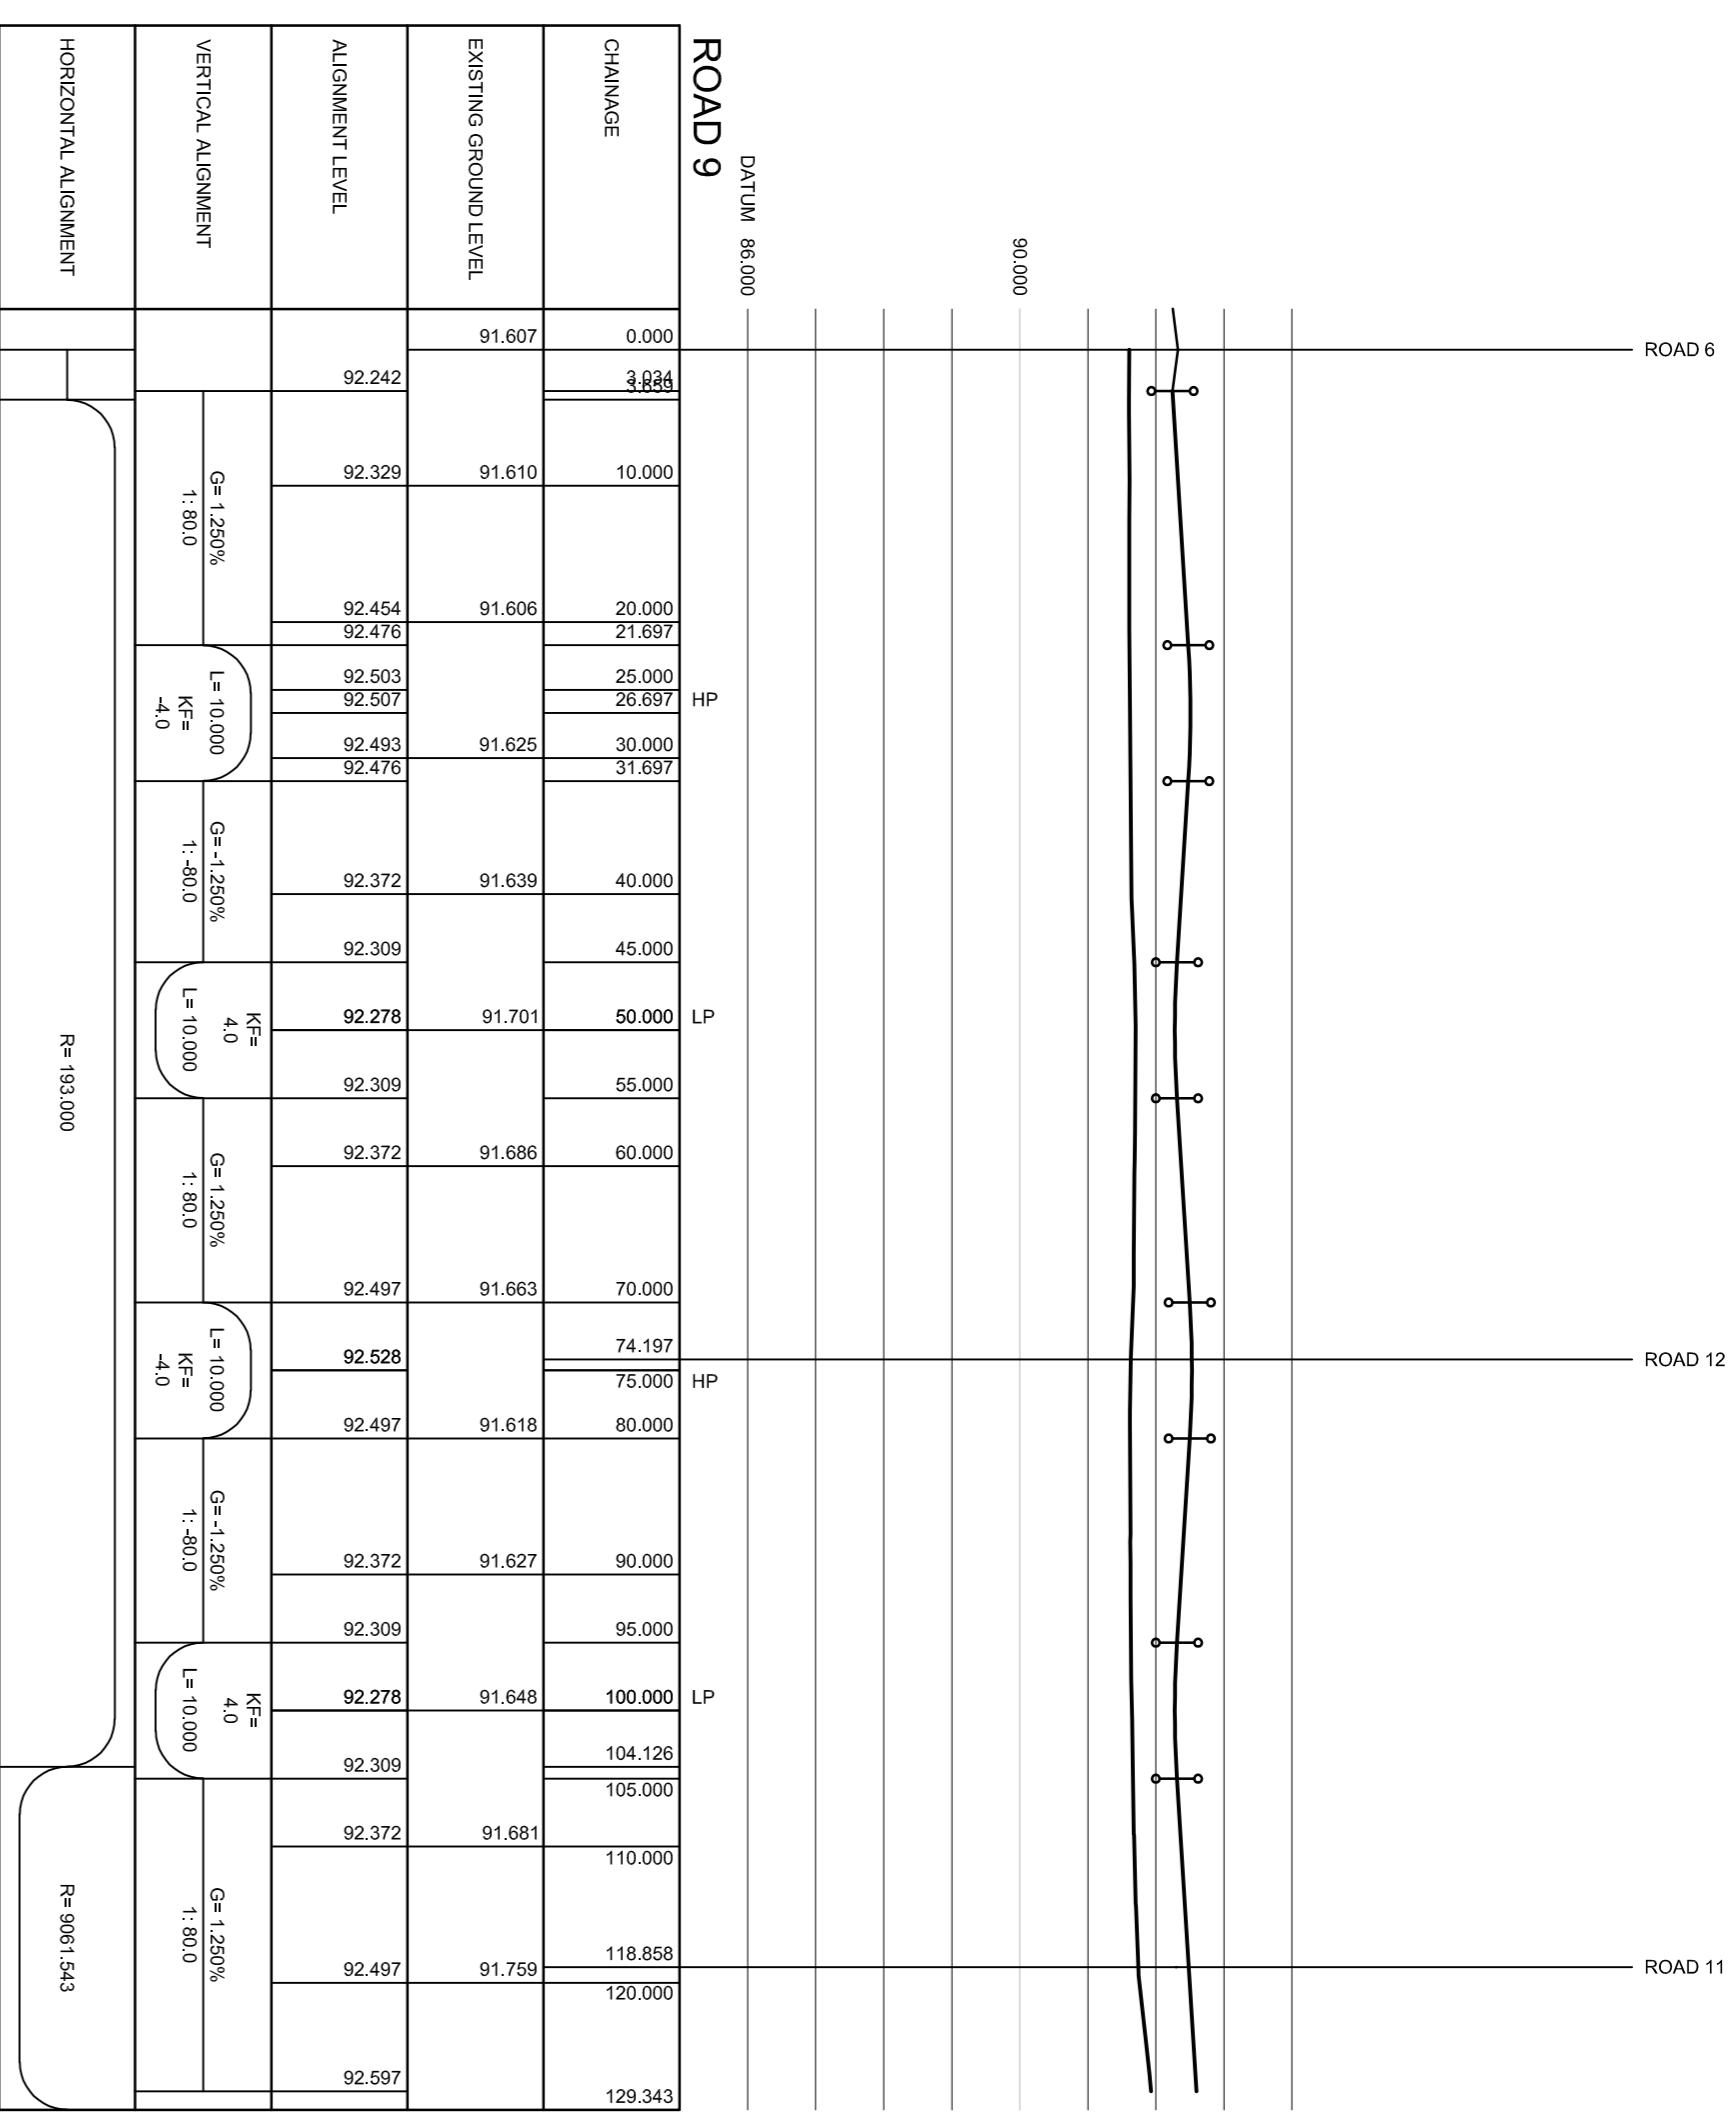 ROAD 9
DATUM 86.000
90.000
CHAINAGE
EXISTING GROUND LEVEL
ALIGNMENT LEVEL
VERTICAL ALIGNMENT
HORIZONTAL ALIGNMENT
91.607 0.000 ROAD 6
92.242 3.034
3.659
92.329 91.610 10.000
G= 1.250%
1: 80.0
92.454 91.606 20.000
92.476 21.697
92.503 25.000
92.507 26.697 HP
L= 10.000
KF=
-4.0
92.493 91.625 30.000
92.476 31.697
G= -1.250%
1: -80.0
92.372 91.639 40.000
92.309 45.000
92.278 91.701 50.000 LP
KF=
4.0
L= 10.000
92.309 55.000
R= 193.000
92.372 91.686 60.000
G= 1.250%
1: 80.0
92.497 91.663 70.000
74.197 ROAD 12
92.528
75.000 HP
L= 10.000
KF=
-4.0
92.497 91.618 80.000
G= -1.250%
1: -80.0
92.372 91.627 90.000
92.309 95.000
92.278 91.648 100.000 LP
KF=
4.0
L= 10.000
104.126
92.309
105.000
92.372 91.681
110.000
G= 1.250%
1: 80.0
R= 9061.543
118.858 ROAD 11
92.497 91.759
120.000
92.597
129.343